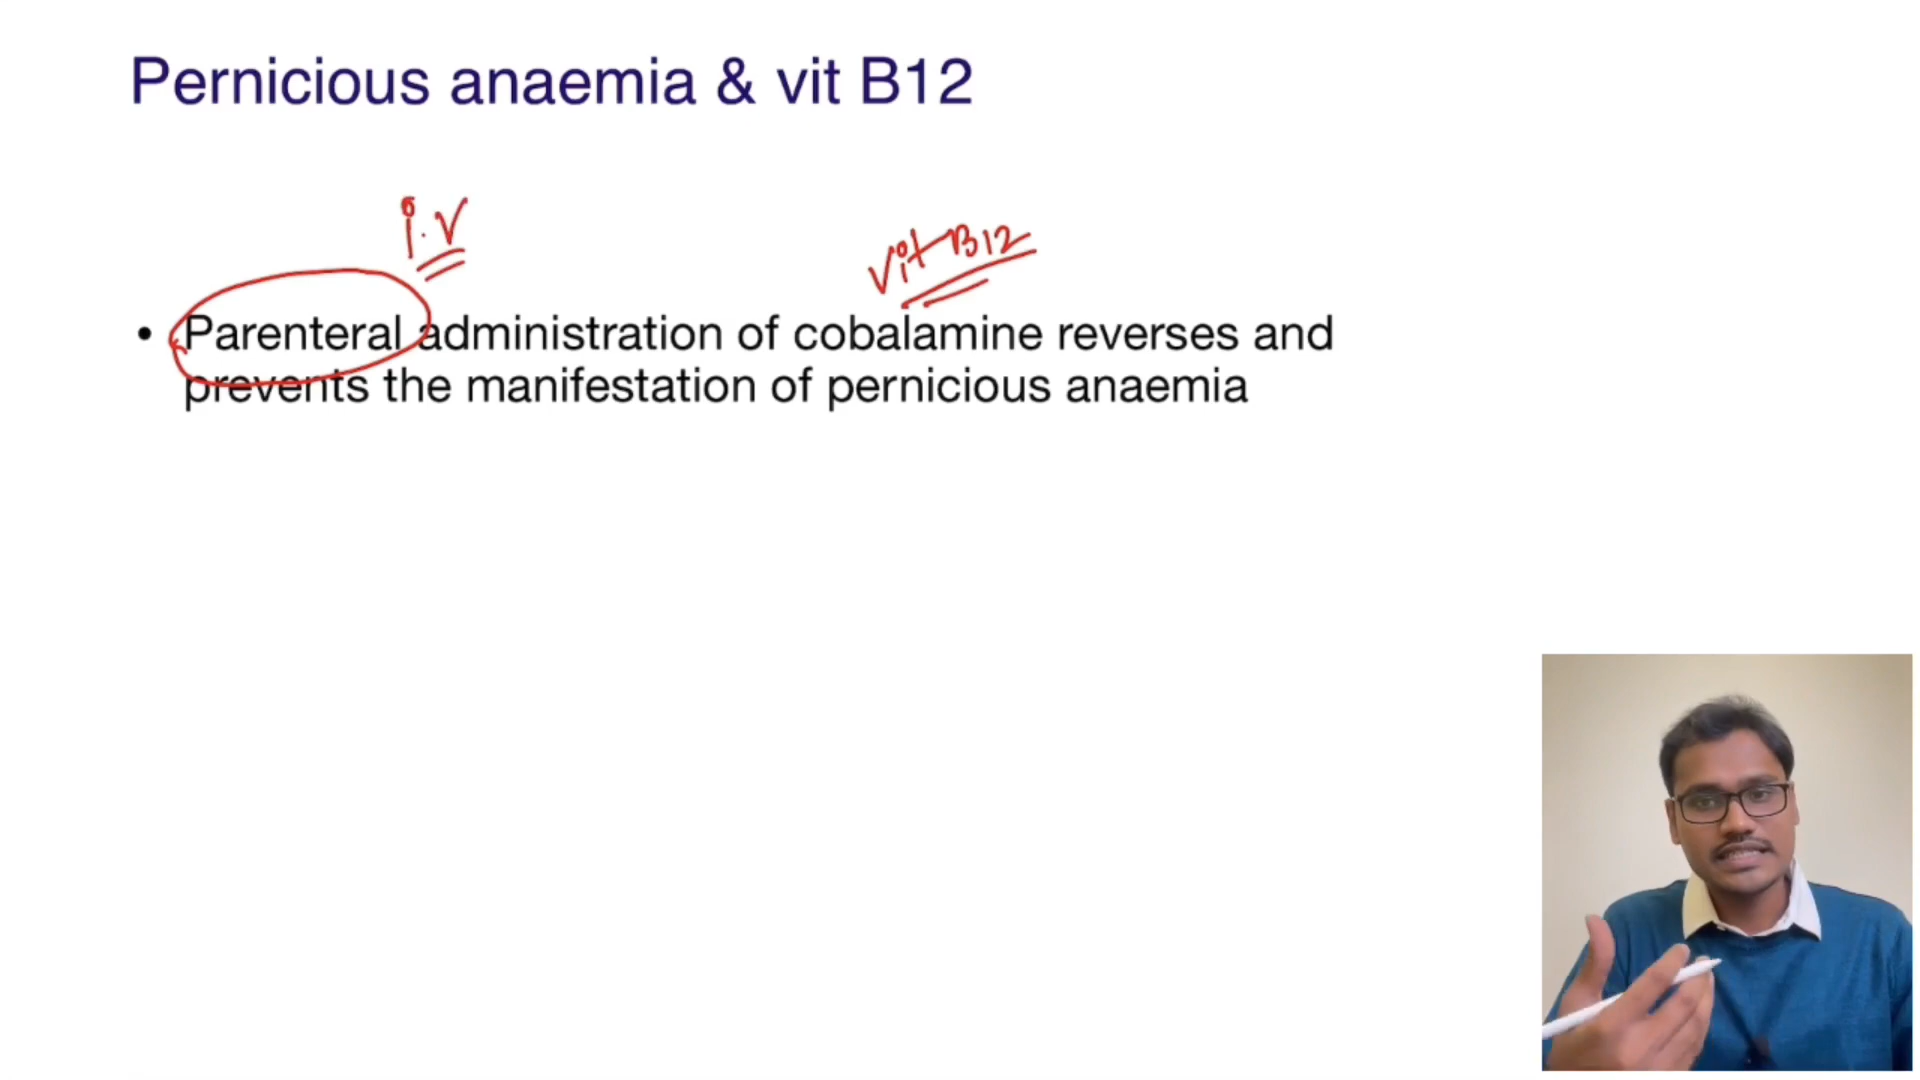 Pernicious anaemia & vit B12
i.v
Vit B12
• Parenteral administration of cobalamine reverses and
prevents the manifestation of pernicious anaemia